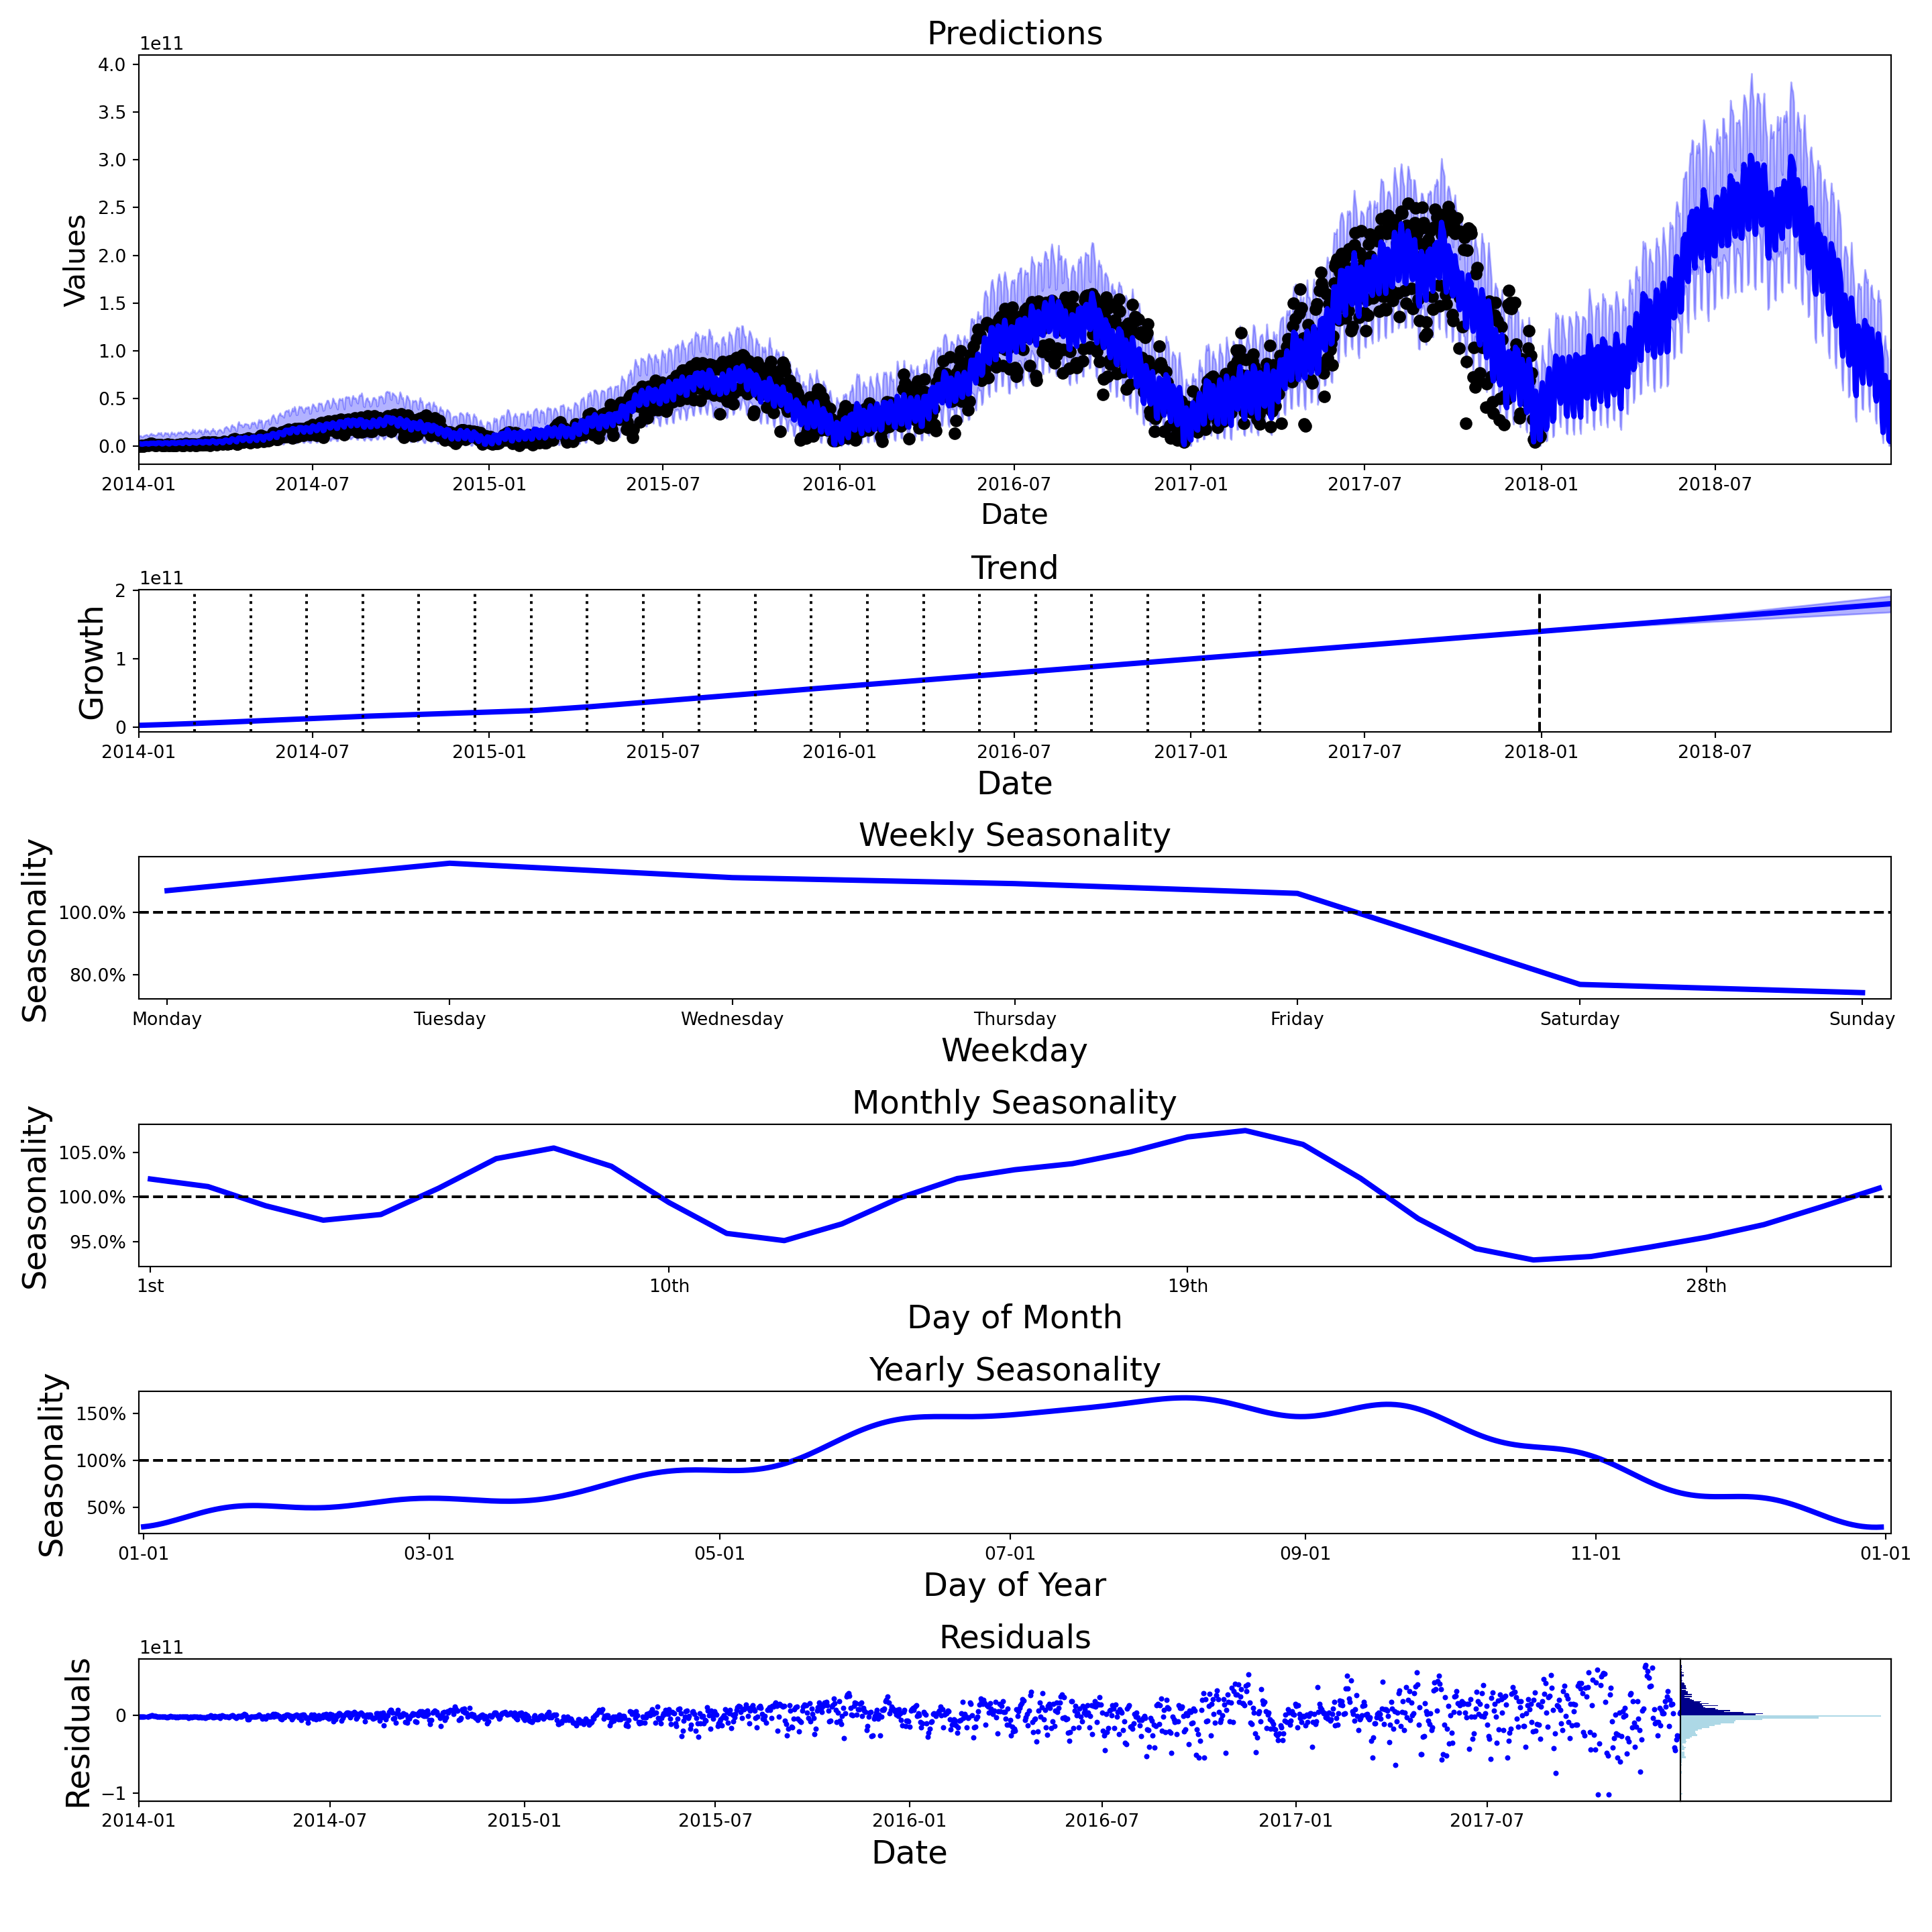 Predictions
1e11
4.0
3.5
3.0
2.5
2.0
1.5
1.0
0.5
0.0
Values
2014-01 2014-07 2015-01 2015-07 2016-01 2016-07 2017-01 2017-07 2018-01 2018-07
Date
Trend
1e11
2
1
0
Growth
2014-01 2014-07 2015-01 2015-07 2016-01 2016-07 2017-01 2017-07 2018-01 2018-07
Date
Weekly Seasonality
100.0%
80.0%
Seasonality
Monday Tuesday Wednesday Thursday Friday Saturday Sunday
Weekday
Monthly Seasonality
105.0%
100.0%
95.0%
Seasonality
1st 10th 19th 28th
Day of Month
Yearly Seasonality
150%
100%
50%
Seasonality
01-01 03-01 05-01 07-01 09-01 11-01 01-01
Day of Year
Residuals
1e11
0
−1
Residuals
2014-01 2014-07 2015-01 2015-07 2016-01 2016-07 2017-01 2017-07
Date